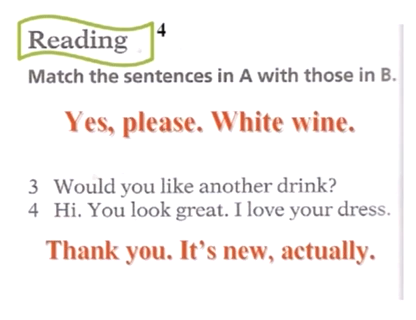 Reading 4
Match the sentences in A with those in B.
Yes, please. White wine.
3 Would you like another drink?
4 Hi. You look great. I love your dress.
Thank you. It's new, actually.